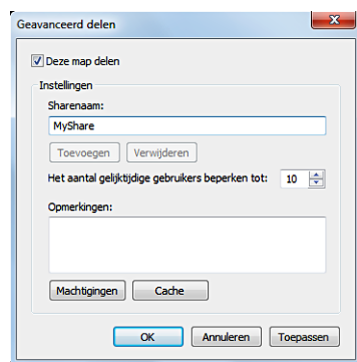 Geavanceerd delen
Deze map delen
Instellingen
Sharenaam:
MyShare
Toevoegen Verwijderen
Het aantal gelijktijdige gebruikers beperken tot: 10
Opmerkingen:
Machtigingen Cache
OK Annuleren Toepassen